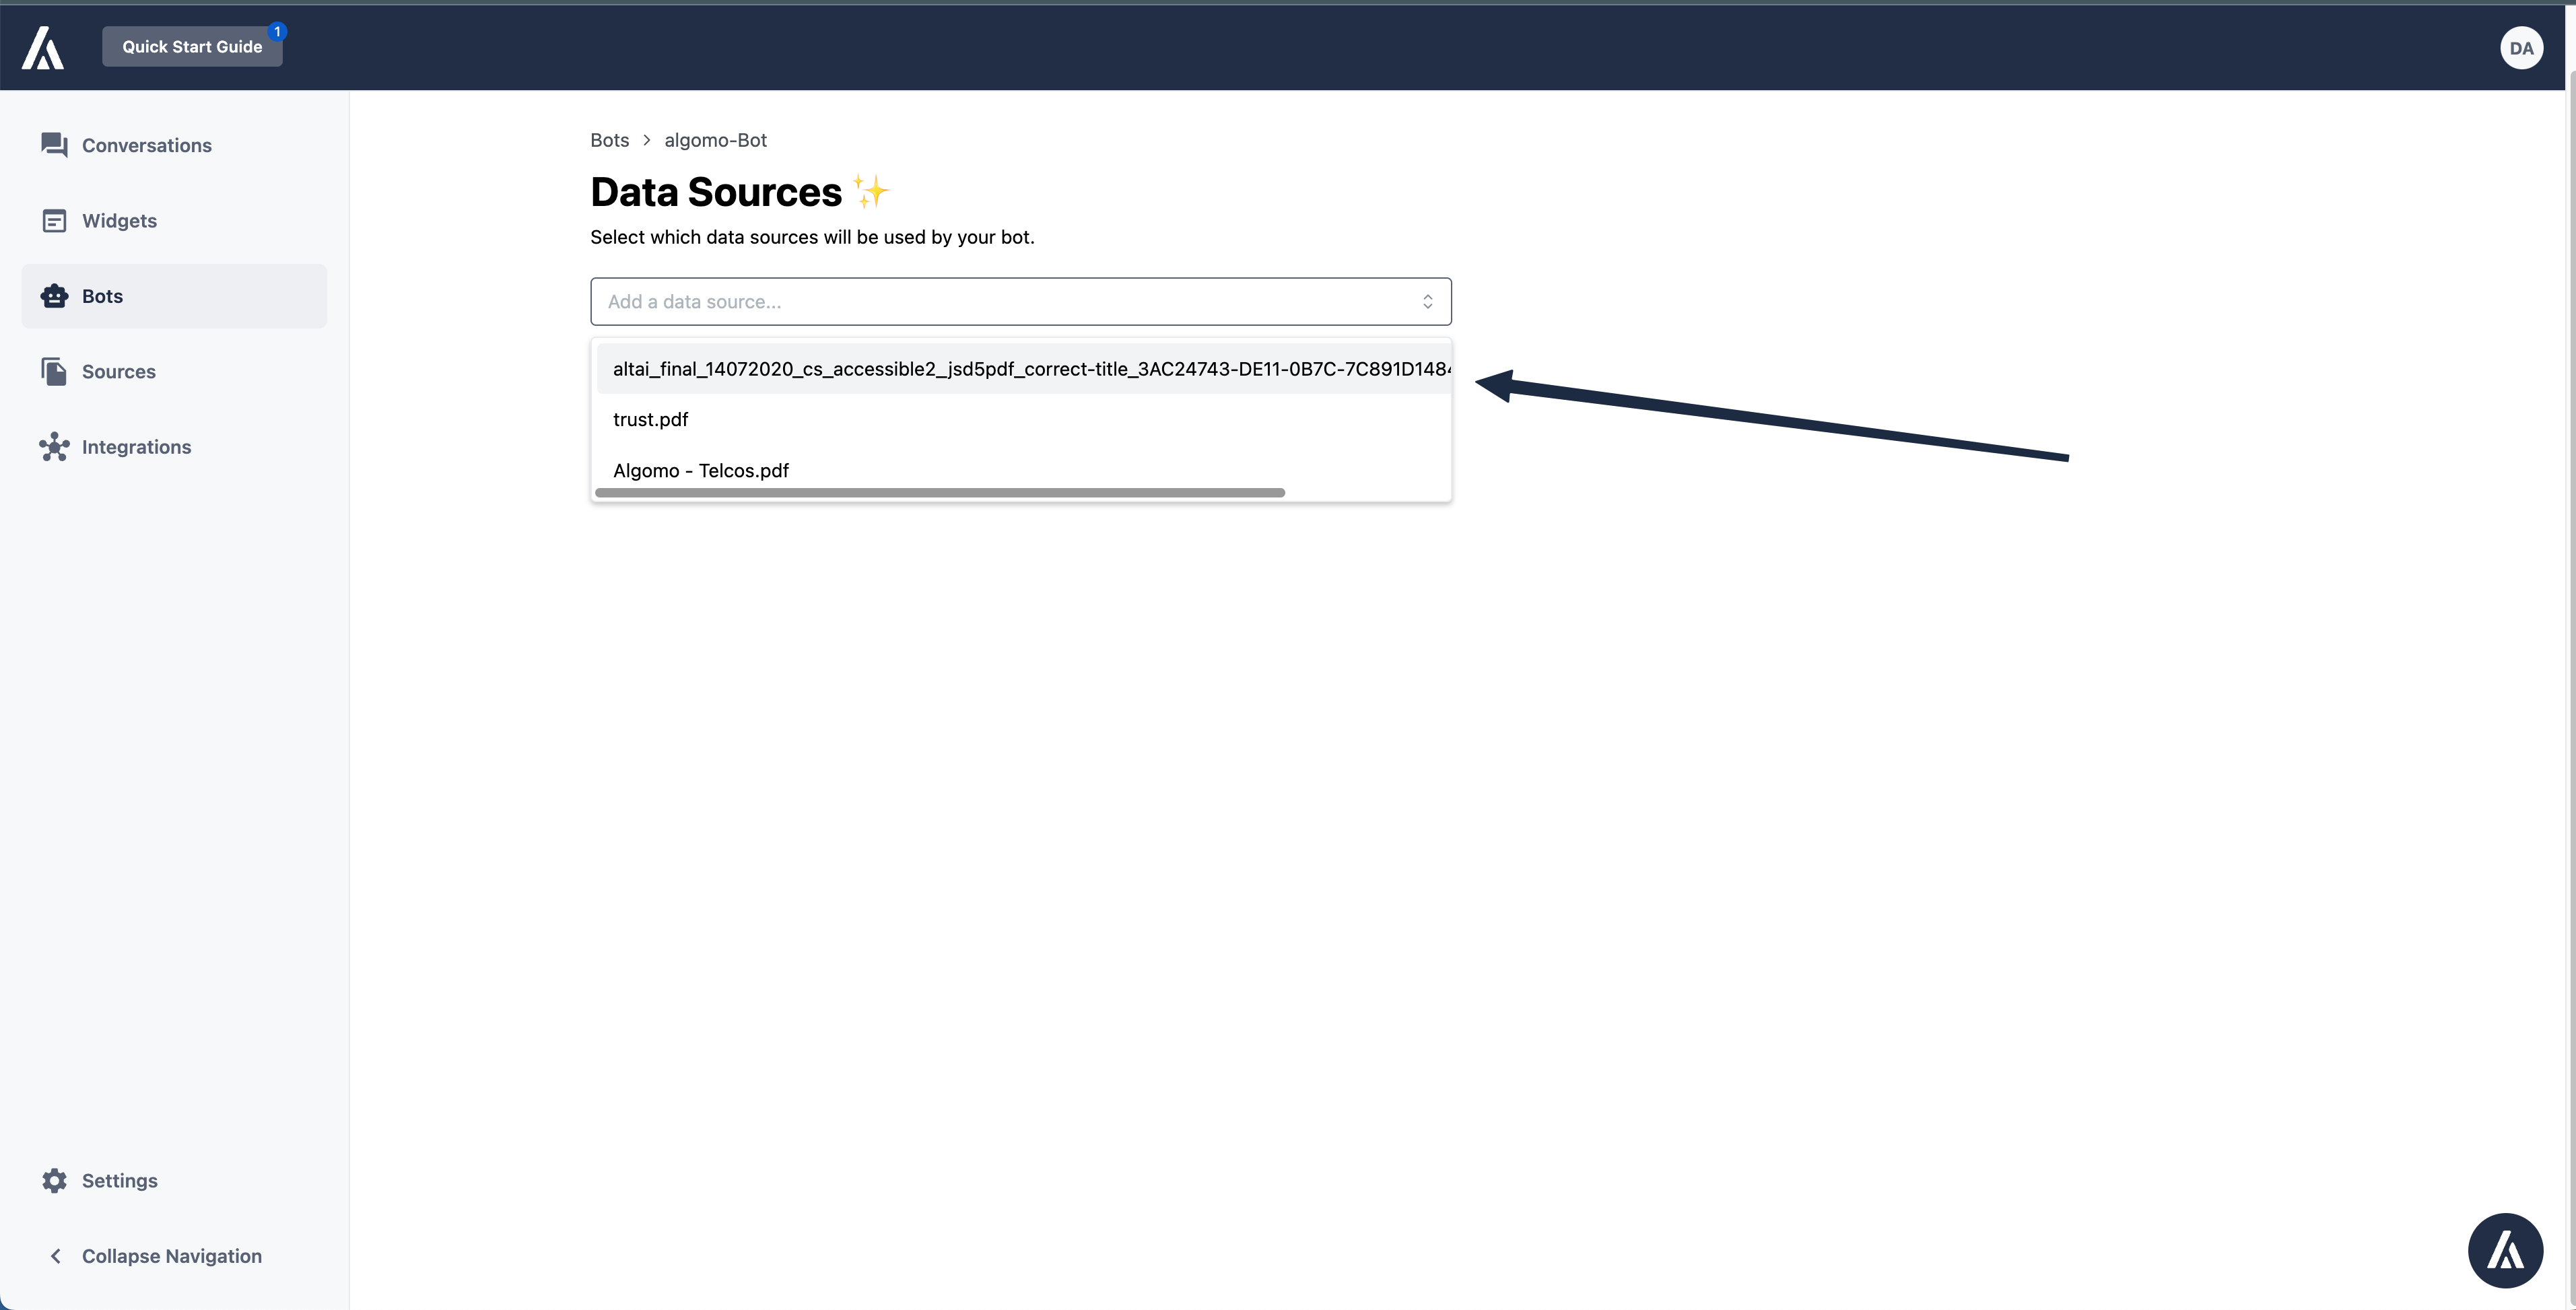 Quick Start Guide
1
DA
Conversations
Widgets
Bots
Sources
Integrations
Settings
Collapse Navigation
Bots > algomo-Bot
Data Sources ✨
Select which data sources will be used by your bot.
Add a data source...
altai_final_14072020_cs_accessible2_jsd5pdf_correct-title_3AC24743-DE11-0B7C-7C891D1484
trust.pdf
Algomo - Telcos.pdf